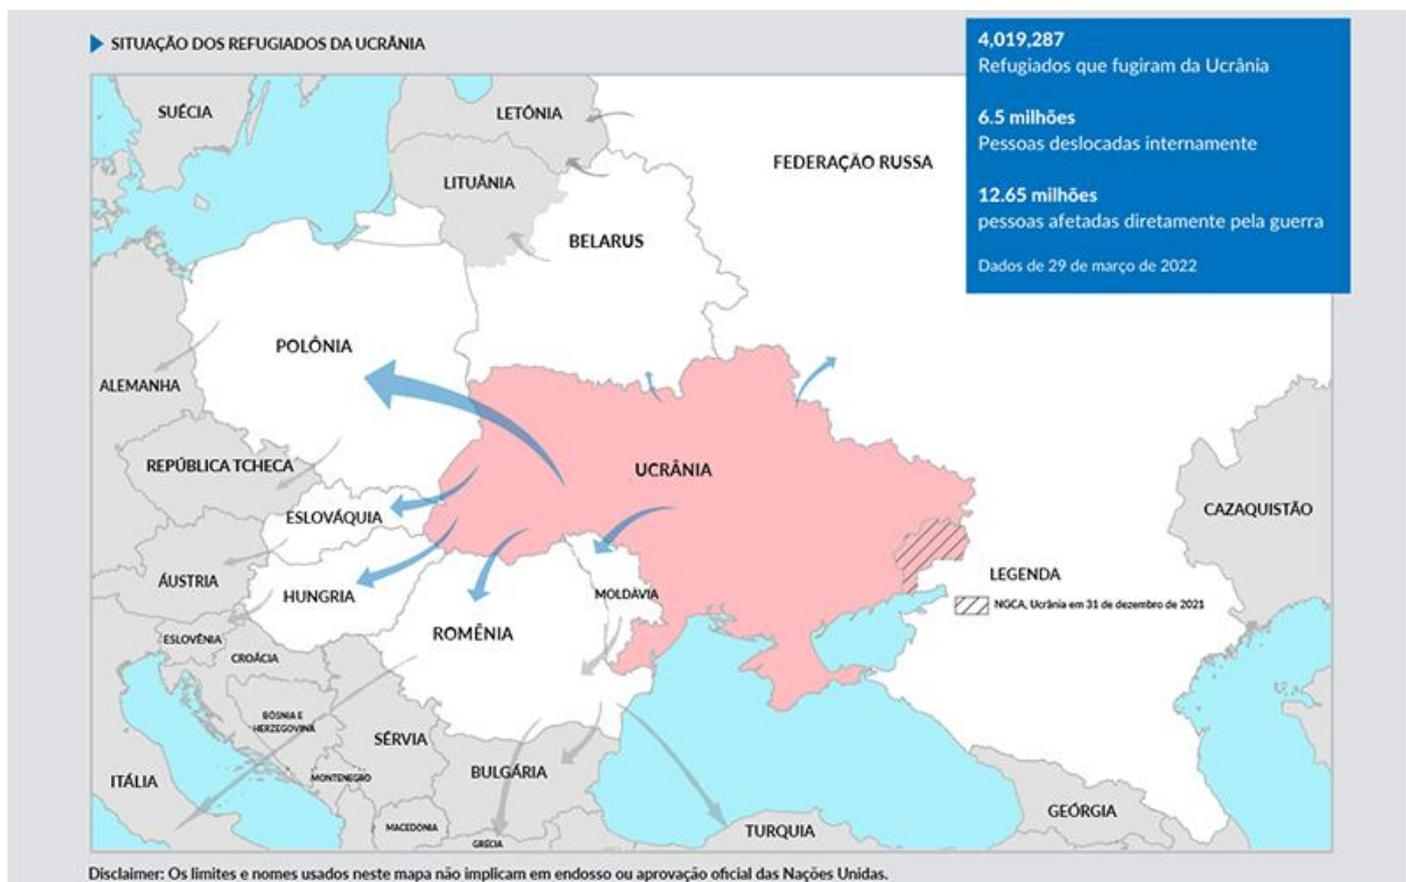 SITUAÇÃO DOS REFUGIADOS DA UCRÂNIA
4,019,287
Refugiados que fugiram da Ucrânia
6.5 milhões
Pessoas deslocadas internamente
12.65 milhões
pessoas afetadas diretamente pela guerra
Dados de 29 de março de 2022
SUÉCIA
LETÔNIA
FEDERAÇÃO RUSSA
LITUÂNIA
BELARUS
POLÔNIA
ALEMANHA
REPÚBLICA TCHECA
UCRÂNIA
ESLOVÁQUIA
CAZAQUISTÃO
ÁUSTRIA
HUNGRIA
MOLDÁVIA
LEGENDA
NGCA, Ucrânia em 31 de dezembro de 2021
ROMÊNIA
ESLOVÊNIA
CROÁCIA
BÓSNIA E
HERZEGOVINA
SÉRVIA
ITÁLIA
MONTENEGRO
BULGÁRIA
MACEDONIA
GRÉCIA
TURQUIA
GEÓRGIA
Disclaimer: Os limites e nomes usados neste mapa não implicam em endosso ou aprovação oficial das Nações Unidas.